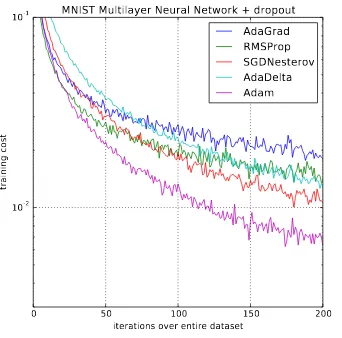 MNIST Multilayer Neural Network + dropout
10⁻¹
AdaGrad
RMSProp
SGDNesterov
AdaDelta
Adam
training cost
10⁻²
0 50 100 150 200
iterations over entire dataset